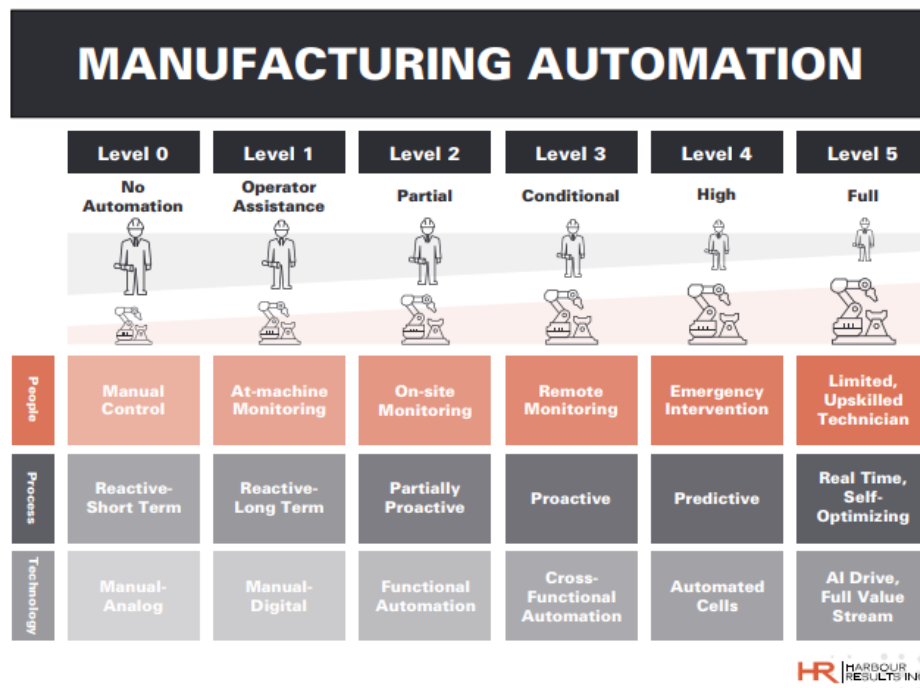 MANUFACTURING AUTOMATION
Level 0
Level 1
Level 2
Level 3
Level 4
Level 5
No
Automation
Operator
Assistance
Partial
Conditional
High
Full
People
Manual
Control
At-machine
Monitoring
On-site
Monitoring
Remote
Monitoring
Emergency
Intervention
Limited,
Upskilled
Technician
Process
Reactive-
Short Term
Reactive-
Long Term
Partially
Proactive
Proactive
Predictive
Real Time,
Self-
Optimizing
Technology
Manual-
Analog
Manual-
Digital
Functional
Automation
Cross-
Functional
Automation
Automated
Cells
AI Drive,
Full Value
Stream
HR
HARBOUR
RESULTS IN